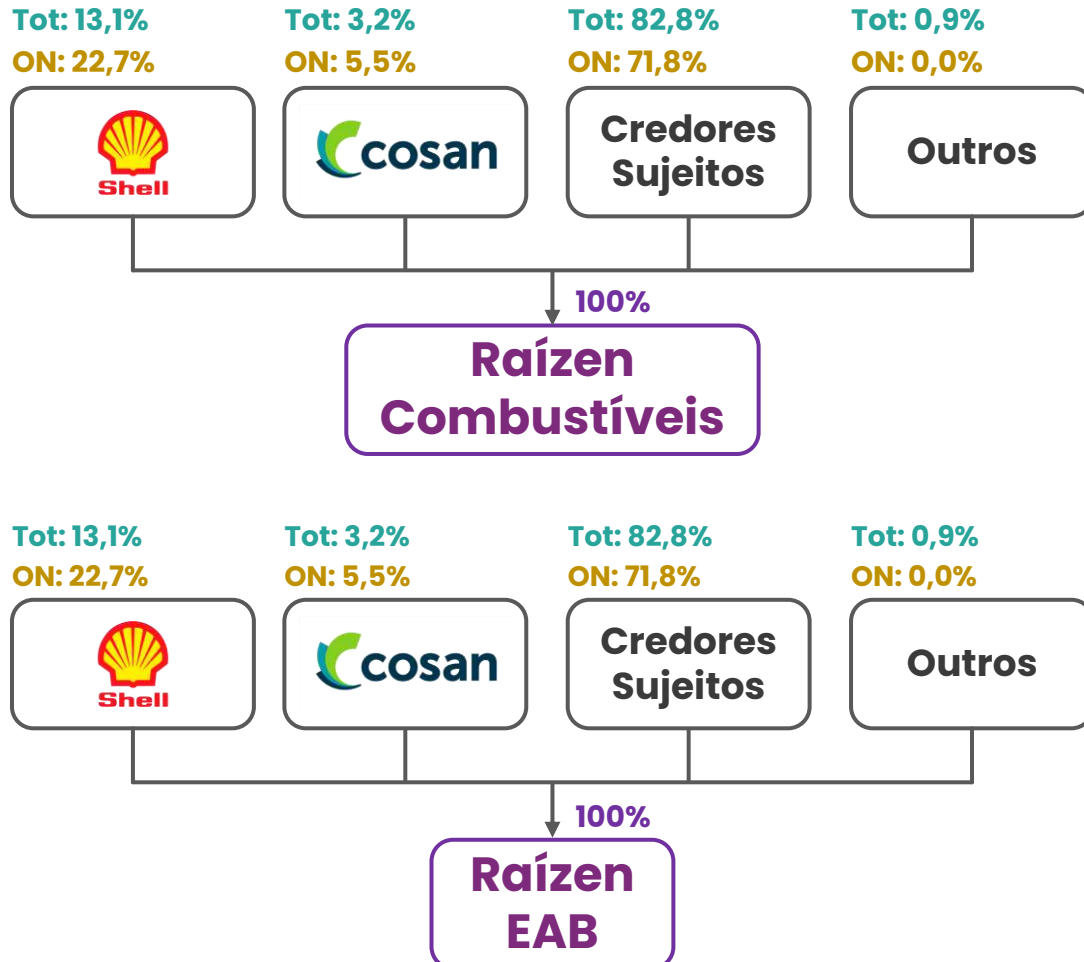 Tot: 13,1%
ON: 22,7%
Tot: 3,2%
ON: 5,5%
Tot: 82,8%
ON: 71,8%
Tot: 0,9%
ON: 0,0%
Shell
cosan
Credores
Sujeitos
Outros
100%
Raízen
Combustíveis
Tot: 13,1%
ON: 22,7%
Tot: 3,2%
ON: 5,5%
Tot: 82,8%
ON: 71,8%
Tot: 0,9%
ON: 0,0%
Shell
cosan
Credores
Sujeitos
Outros
100%
Raízen
EAB